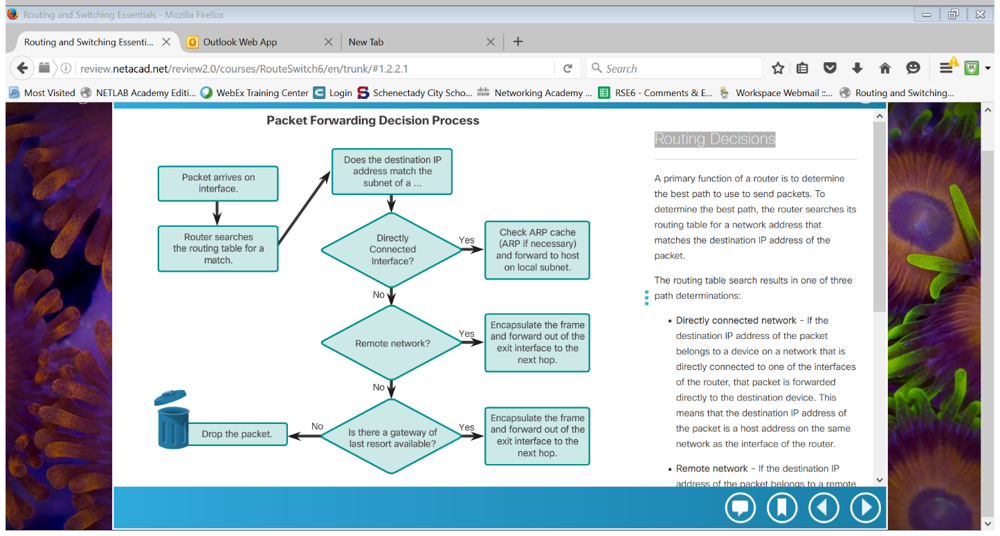 Routing and Switching Essentials - Mozilla Firefox
Routing and Switching Essenti...
Outlook Web App
New Tab
review.netacad.net/review2.0/courses/RouteSwitch6/en/trunk/#1.2.2.1
Search
Most Visited
NETLAB Academy Editi...
WebEx Training Center
Login
Schenectady City Scho...
Networking Academy ...
RSE6 - Comments & E...
Workspace Webmail ::...
Routing and Switching...
Packet Forwarding Decision Process
Packet arrives on
interface.
Router searches
the routing table for a
match.
Does the destination IP
address match the
subnet of a ...
Directly
Connected
Interface?
Yes
Check ARP cache
(ARP if necessary)
and forward to host
on local subnet.
No
Remote network?
Yes
Encapsulate the frame
and forward out of the
exit interface to the
next hop.
No
Is there a gateway of
last resort available?
Yes
Encapsulate the frame
and forward out of the
exit interface to the
next hop.
No
Drop the packet.
Routing Decisions
A primary function of a router is to determine
the best path to use to send packets. To
determine the best path, the router searches its
routing table for a network address that
matches the destination IP address of the
packet.
The routing table search results in one of three
path determinations:
• Directly connected network - If the
destination IP address of the packet
belongs to a device on a network that is
directly connected to one of the interfaces
of the router, that packet is forwarded
directly to the destination device. This
means that the destination IP address of
the packet is a host address on the same
network as the interface of the router.
• Remote network - If the destination IP
address of the packet belongs to a remote